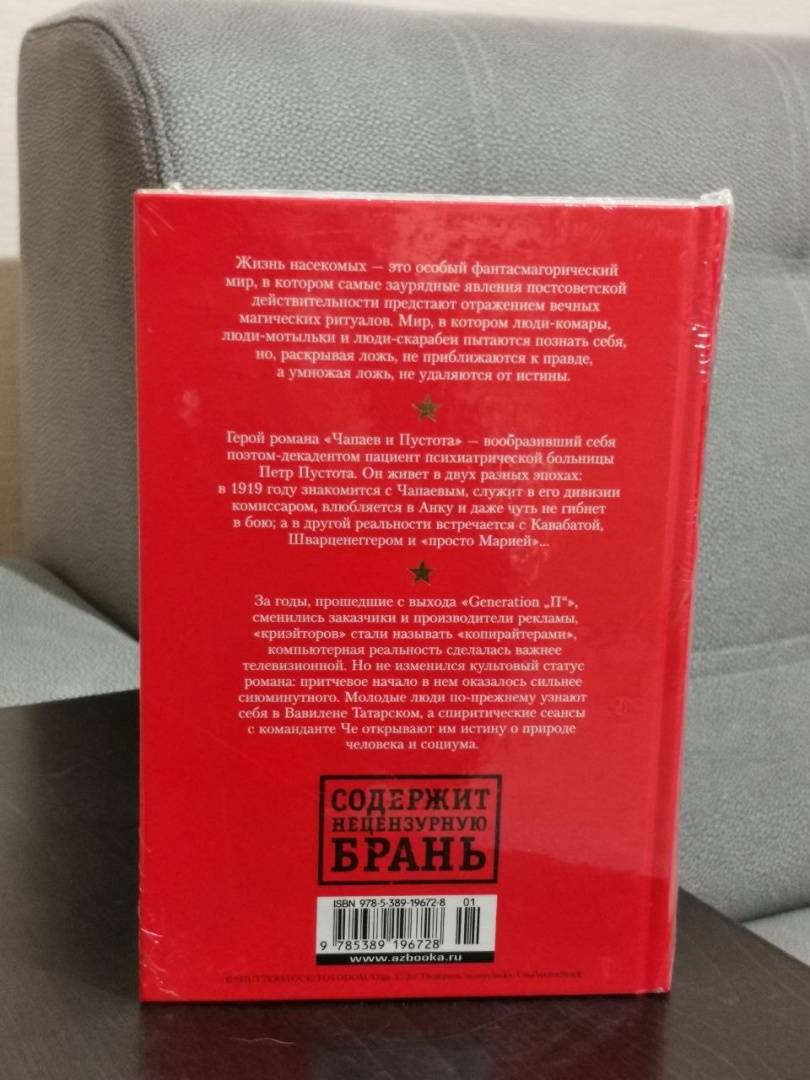 Жизнь насекомых — это особый фантасмагорический
мир, в котором самые заурядные явления постсоветской
действительности предстают отражением вечных
магических ритуалов. Мир, в котором люди-комары,
люди-мотыльки и люди-скарабеи пытаются познать себя,
но, раскрывая ложь, не приближаются к правде,
а умножая ложь, не удаляются от истины.
Герой романа «Чапаев и Пустота» — вообразивший себя
поэтом-декадентом пациент психиатрической больницы
Петр Пустота. Он живет в двух разных эпохах:
в 1919 году знакомится с Чапаевым, служит в его дивизии
комиссаром, влюбляется в Анку и даже чуть не гибнет
в бою; а в другой реальности встречается с Кавабатой,
Шварценеггером и «просто Марией»...
За годы, прошедшие с выхода «Generation „П“»,
сменились заказчики и производители рекламы,
«криэйторов» стали называть «копирайтерами»,
компьютерная реальность сделалась важнее
телевизионной. Но не изменился культовый статус
романа: притчевое начало в нем оказалось сильнее
сиюминутного. Молодые люди по-прежнему узнают
себя в Вавилене Татарском, а спиритические сеансы
с команданте Че открывают им истину о природе
человека и социума.
СОДЕРЖИТ
НЕЦЕНЗУРНУЮ
БРАНЬ
ISBN 978-5-389-19672-8 01
9 785389 196728
www.azbooka.ru
©SHUTTERSTOCK/FOTODOM/